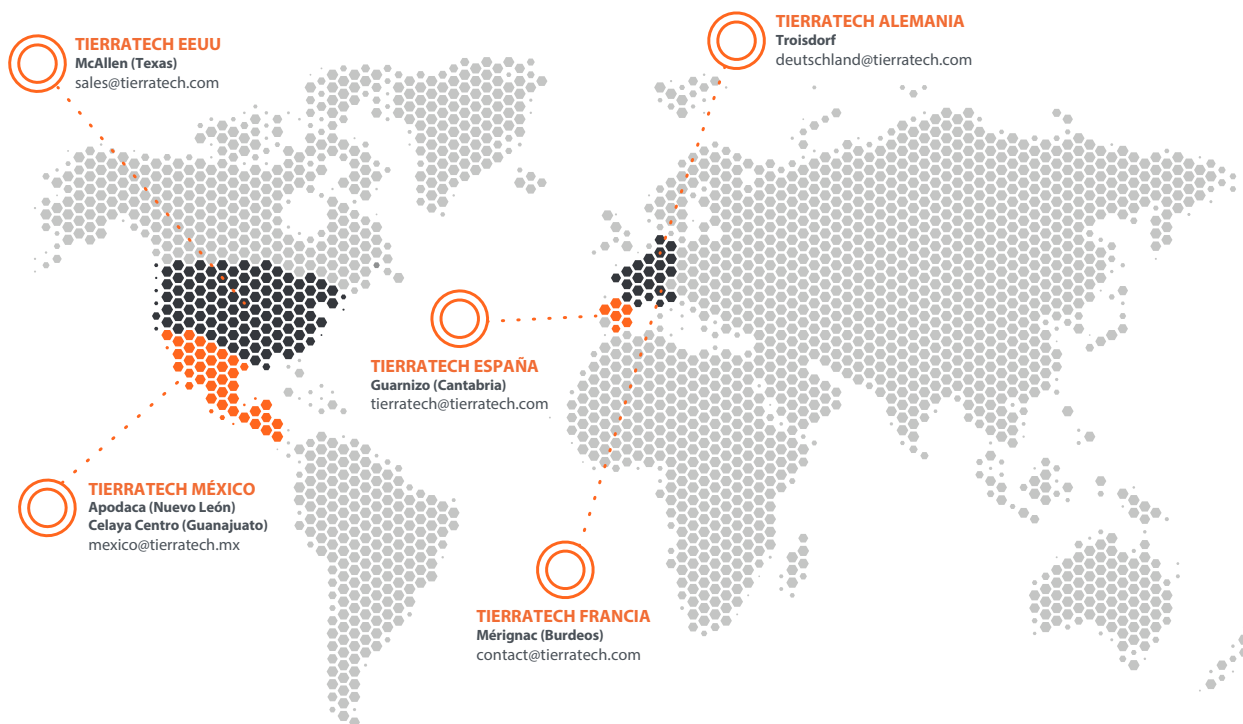 TIERRATECH EEUU
McAllen (Texas)
sales@tierratech.com
TIERRATECH ALEMANIA
Troisdorf
deutschland@tierratech.com
TIERRATECH ESPAÑA
Guarnizo (Cantabria)
tierratech@tierratech.com
TIERRATECH MÉXICO
Apodaca (Nuevo León)
Celaya Centro (Guanajuato)
mexico@tierratech.mx
TIERRATECH FRANCIA
Mérignac (Burdeos)
contact@tierratech.com